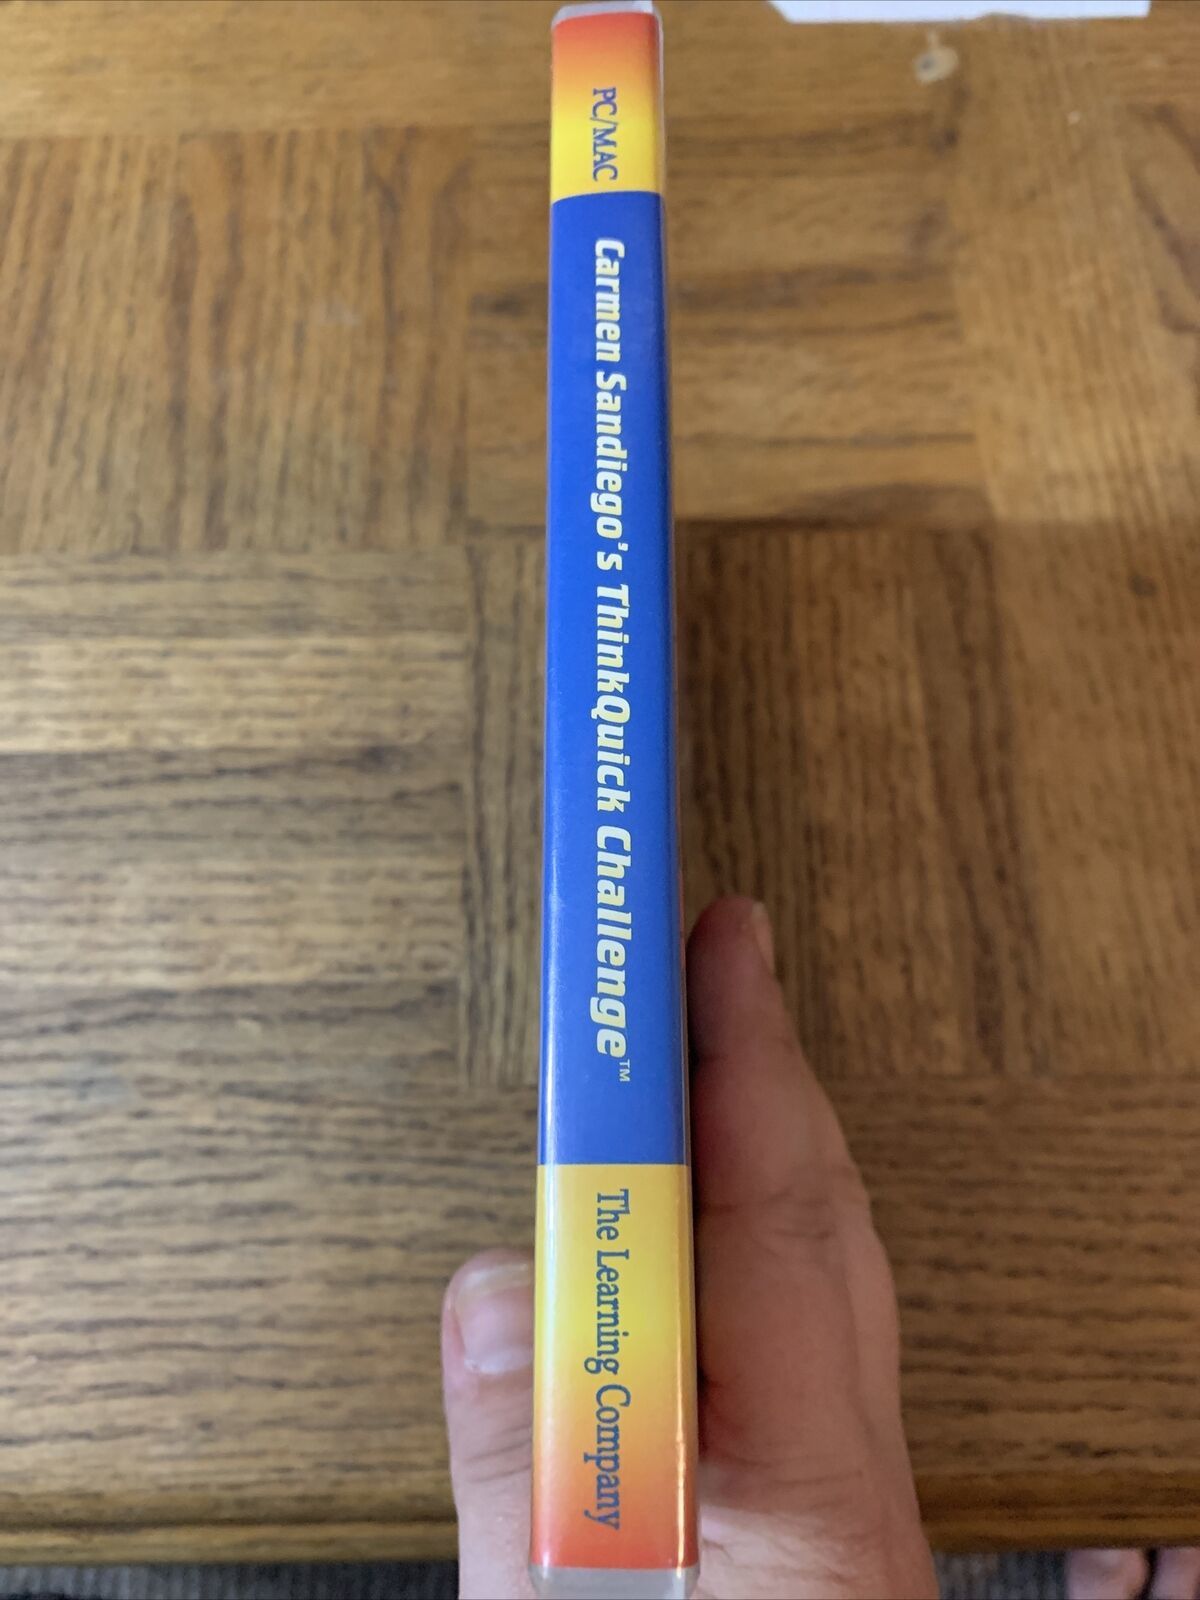 PC/MAC
Carmen Sandiego's ThinkQuick Challenge™
The Learning Company